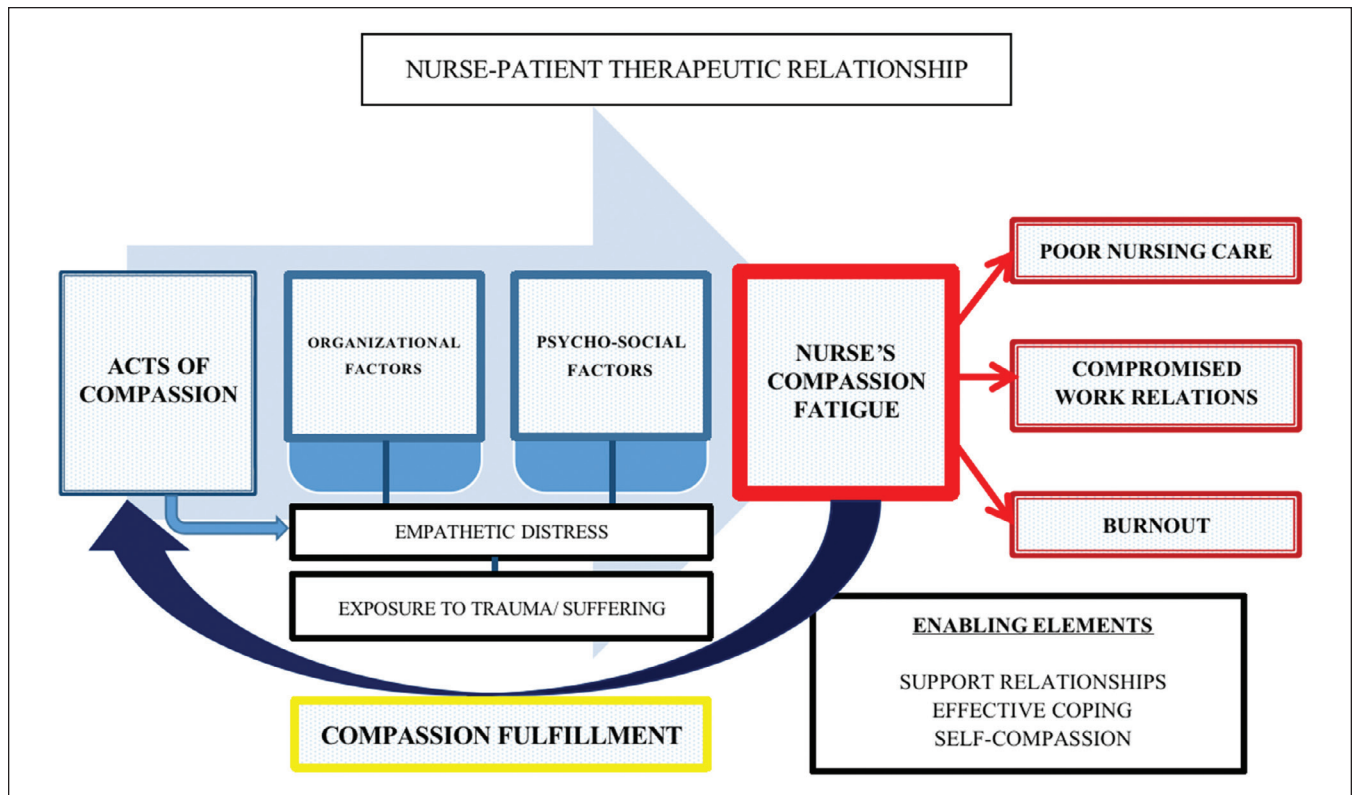 NURSE-PATIENT THERAPEUTIC RELATIONSHIP
ACTS OF
COMPASSION
ORGANIZATIONAL
FACTORS
PSYCHO-SOCIAL
FACTORS
NURSE’S
COMPASSION
FATIGUE
POOR NURSING CARE
COMPROMISED
WORK RELATIONS
BURNOUT
EMPATHETIC DISTRESS
EXPOSURE TO TRAUMA/ SUFFERING
COMPASSION FULFILLMENT
ENABLING ELEMENTS
SUPPORT RELATIONSHIPS
EFFECTIVE COPING
SELF-COMPASSION